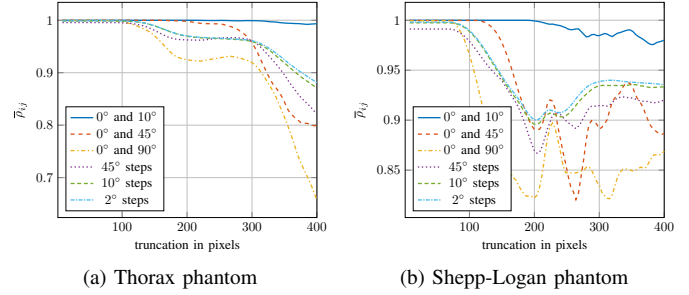 1
0.9
0.8
0.7
ρ̅ij
0° and 10°
0° and 45°
0° and 90°
45° steps
10° steps
2° steps
100 200 300 400
truncation in pixels
(a) Thorax phantom
1
0.95
0.9
0.85
ρ̅ij
0° and 10°
0° and 45°
0° and 90°
45° steps
10° steps
2° steps
100 200 300 400
truncation in pixels
(b) Shepp-Logan phantom